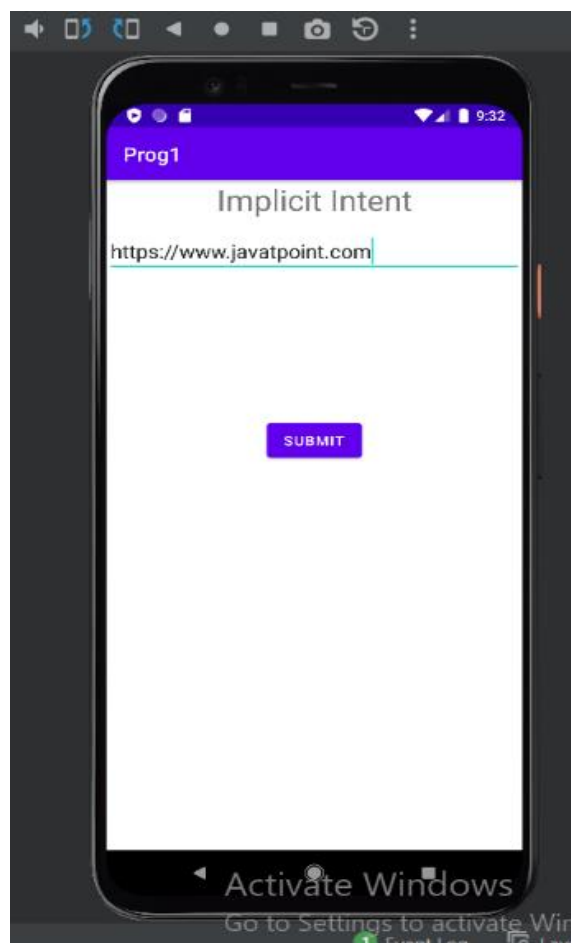 9:32
Prog1
Implicit Intent
https://www.javatpoint.com
SUBMIT
Activate Windows
Go to Settings to activate Win